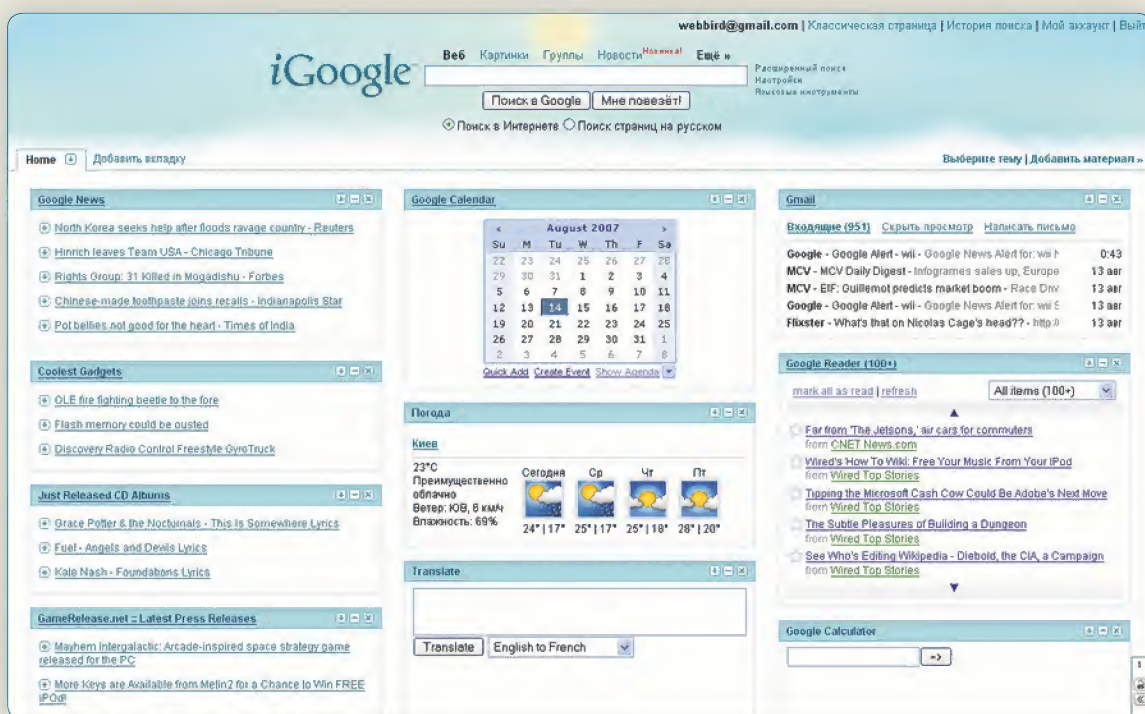 webbird@gmail.com | Классическая страница | История поиска | Мой аккаунт | Выйт
iGoogle™
Веб Картинки Группы Новости Новинка! Ещё »
Расширенный поиск
Настройки
Языковые инструменты
Поиск в Google Мне повезёт!
Поиск в Интернете Поиск страниц на русском
Home Добавить вкладку
Выберите тему | Добавить материал »
Google News
North Korea seeks help after floods ravage country - Reuters
Hinrich leaves Team USA - Chicago Tribune
Rights Group: 31 Killed in Mogadishu - Forbes
Chinese-made toothpaste joins recalls - Indianapolis Star
Pot bellies not good for the heart - Times of India
Coolest Gadgets
OLE fire fighting beetle to the fore
Flash memory could be ousted
Discovery Radio Control Freestyle GyroTruck
Just Released CD Albums
Grace Potter & the Nocturnals - This Is Somewhere Lyrics
Fuel - Angels and Devils Lyrics
Kate Nash - Foundations Lyrics
GameRelease.net :: Latest Press Releases
Mayhem Intergalactic: Arcade-inspired space strategy game
released for the PC
More Keys are Available from Metin2 for a Chance to Win FREE
iPOd!
Google Calendar
« August 2007 »
Su M Tu W Th F Sa
22 23 24 25 26 27 28
29 30 31 1 2 3 4
5 6 7 8 9 10 11
12 13 14 15 16 17 18
19 20 21 22 23 24 25
26 27 28 29 30 31 1
2 3 4 5 6 7 8
Quick Add Create Event Show Agenda
Погода
Киев
23°C
Преимущественно
облачно
Ветер: ЮВ, 6 км/ч
Влажность: 69%
Сегодня Ср Чт Пт
24°|17° 25°|17° 25°|18° 28°|20°
Translate
Translate English to French
Gmail
Входящие (951) Скрыть просмотр Написать письмо
Google - Google Alert - wii - Google News Alert for: wii 0:43
MCV - MCV Daily Digest - Infogrames sales up, Europe 13 авг
MCV - EIF: Guillemot predicts market boom - Race Driv 13 авг
Google - Google Alert - wii - Google News Alert for: wii 13 авг
Flixster - What's that on Nicolas Cage's head?? - http:// 13 авг
Google Reader (100+)
mark all as read | refresh All items (100+)
Far from 'The Jetsons,' air cars for commuters
from CNET News.com
Wired's How To Wiki: Free Your Music From Your IPod
from Wired Top Stories
Tipping the Microsoft Cash Cow Could Be Adobe's Next Move
from Wired Top Stories
The Subtle Pleasures of Building a Dungeon
from Wired Top Stories
See Who's Editing Wikipedia - Diebold, the CIA, a Campaign
from Wired Top Stories
Google Calculator
->